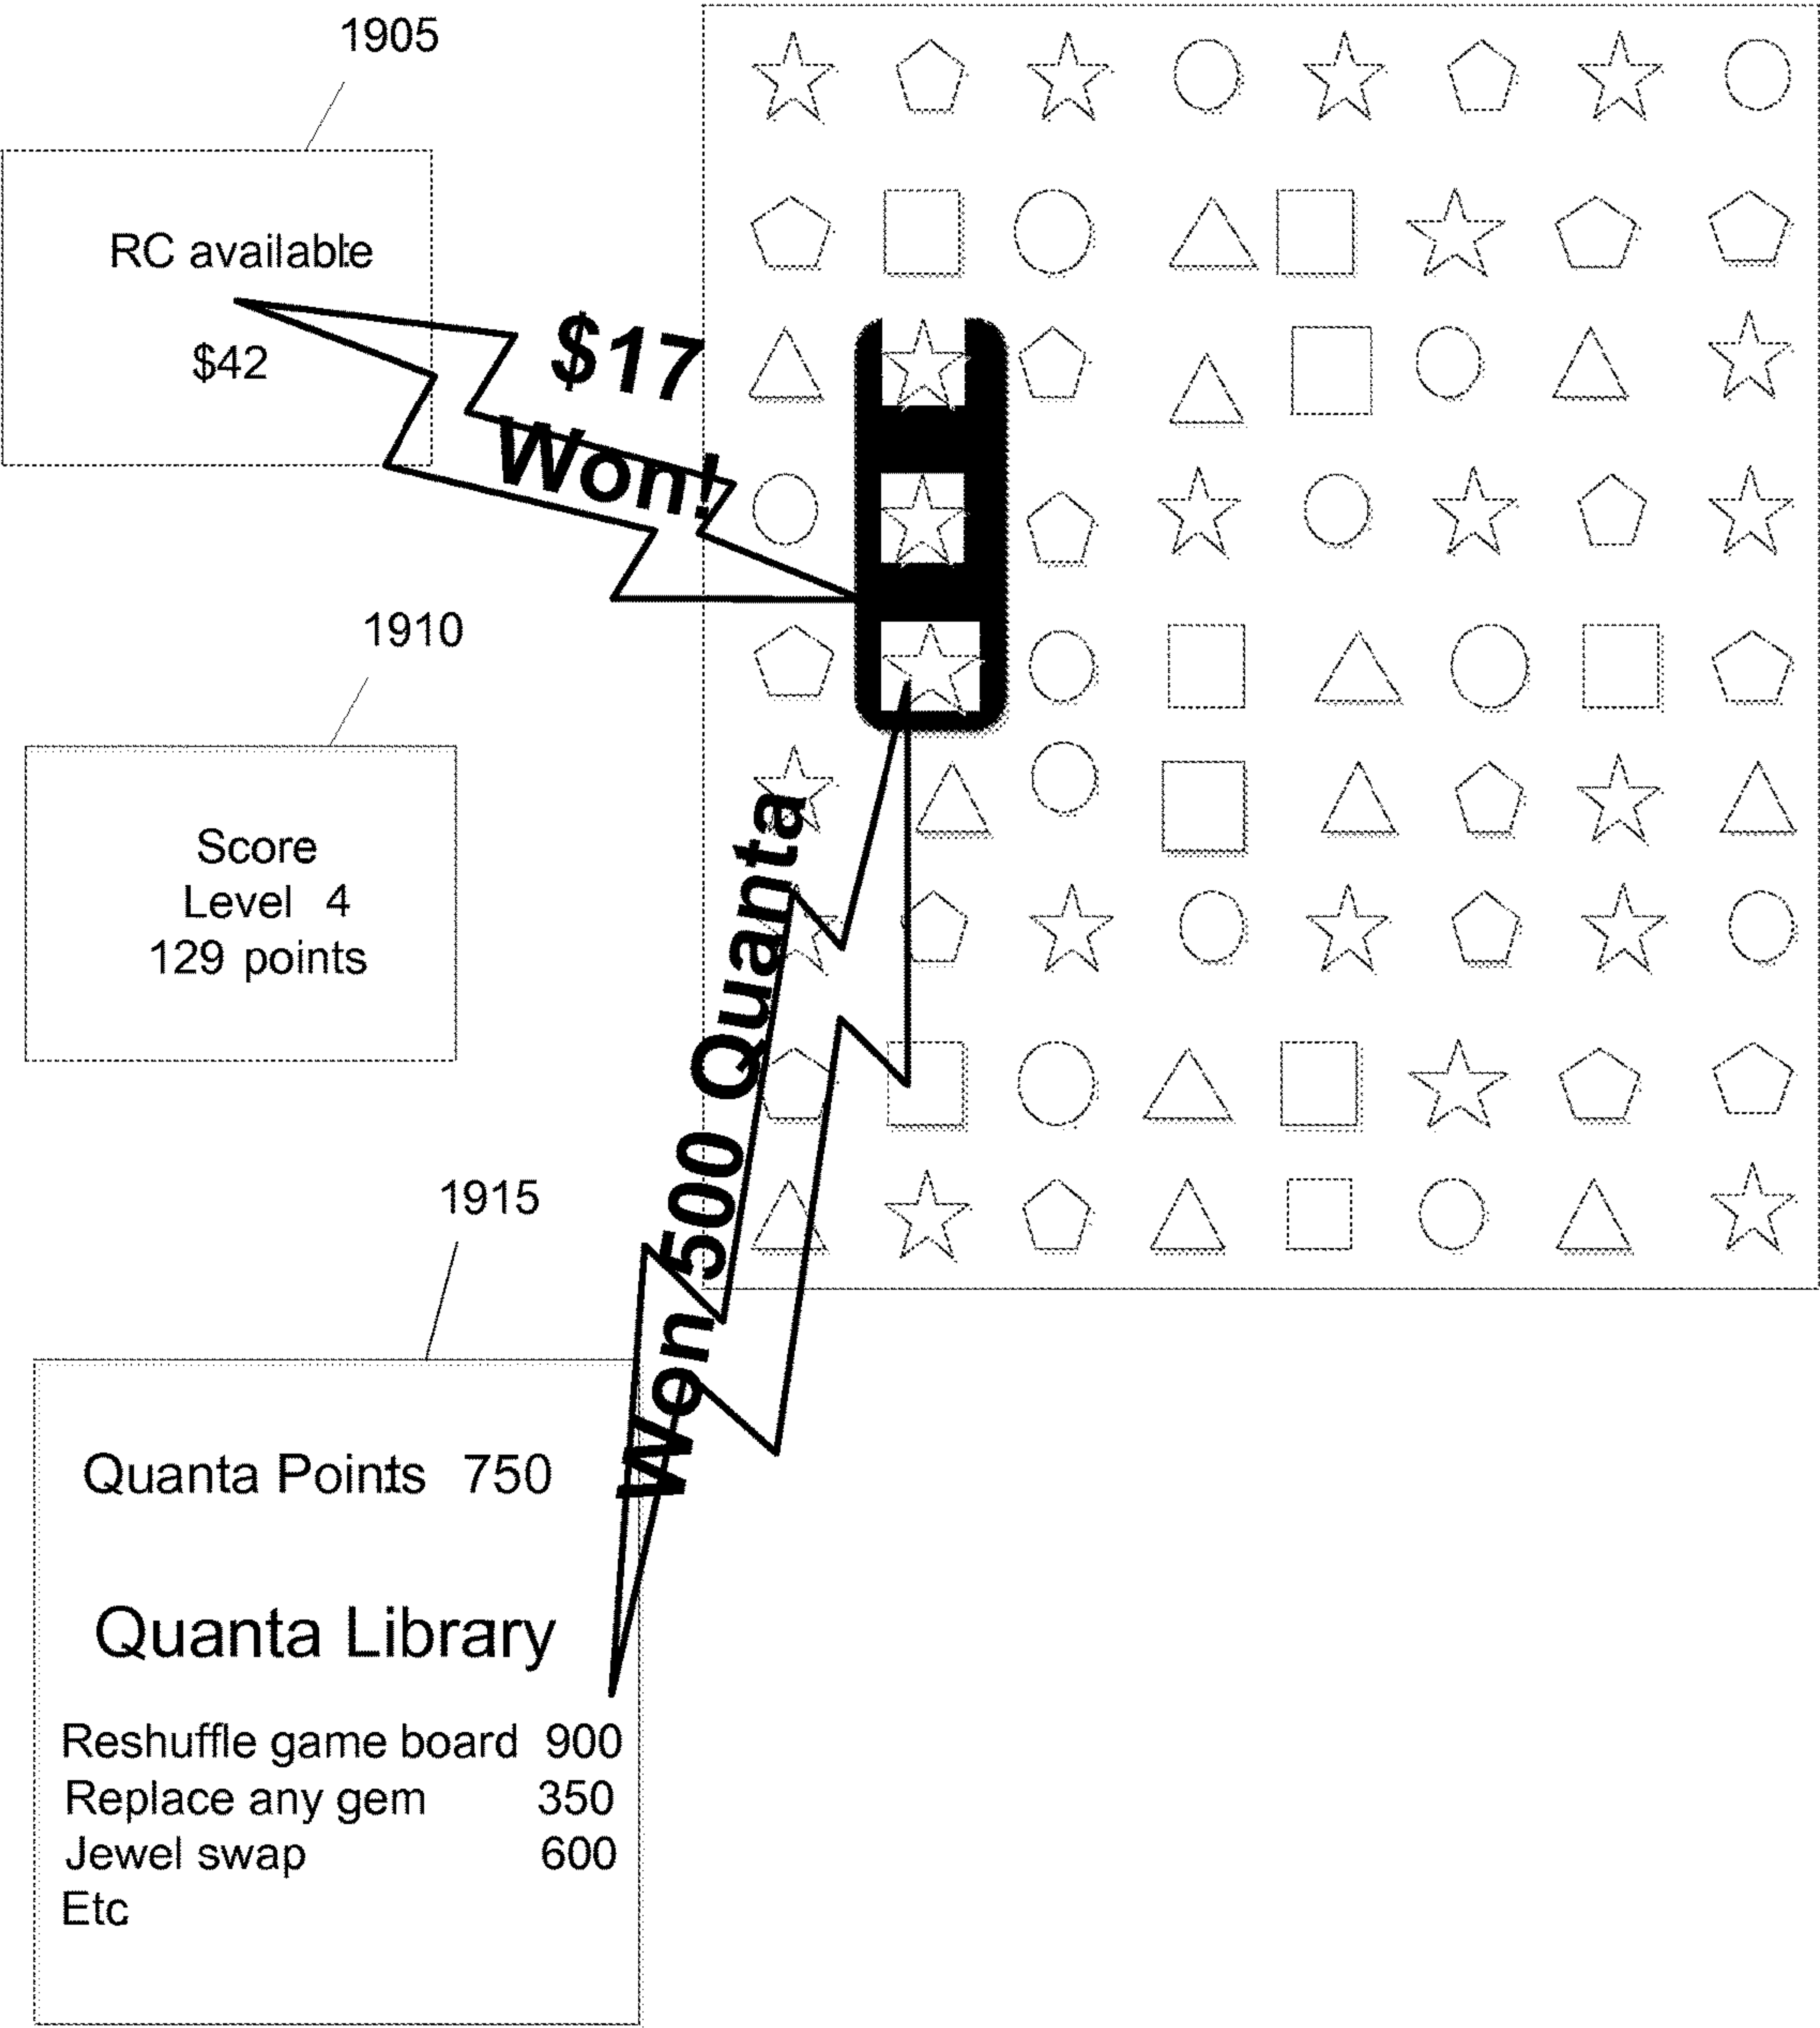 1905
RC available
$42
$17
Won!
1910
Score
Level 4
129 points
Won 500 Quanta
1915
Quanta Points 750
Quanta Library
Reshuffle game board 900
Replace any gem 350
Jewel swap 600
Etc